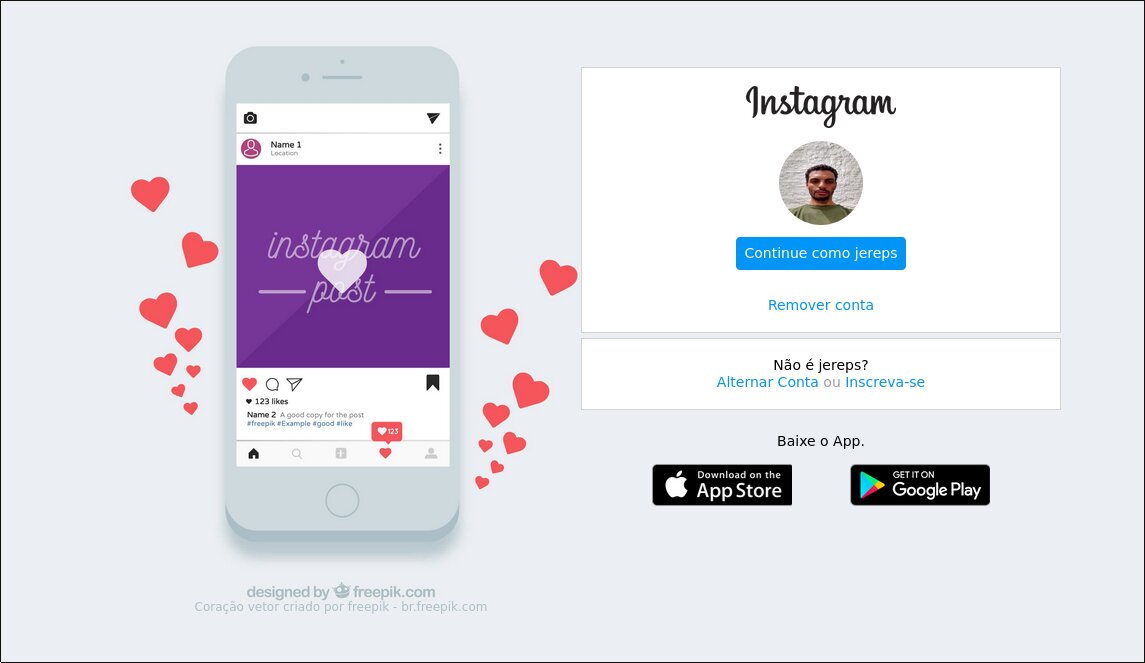 Name 1
Location
instagram
post
123 likes
Name 2 A good copy for the post
#freepik #Example #good #like
123
designed by freepik.com
Coração vetor criado por freepik - br.freepik.com
Instagram
Continue como jereps
Remover conta
Não é jereps?
Alternar Conta ou Inscreva-se
Baixe o App.
Download on the
App Store
GET IT ON
Google Play